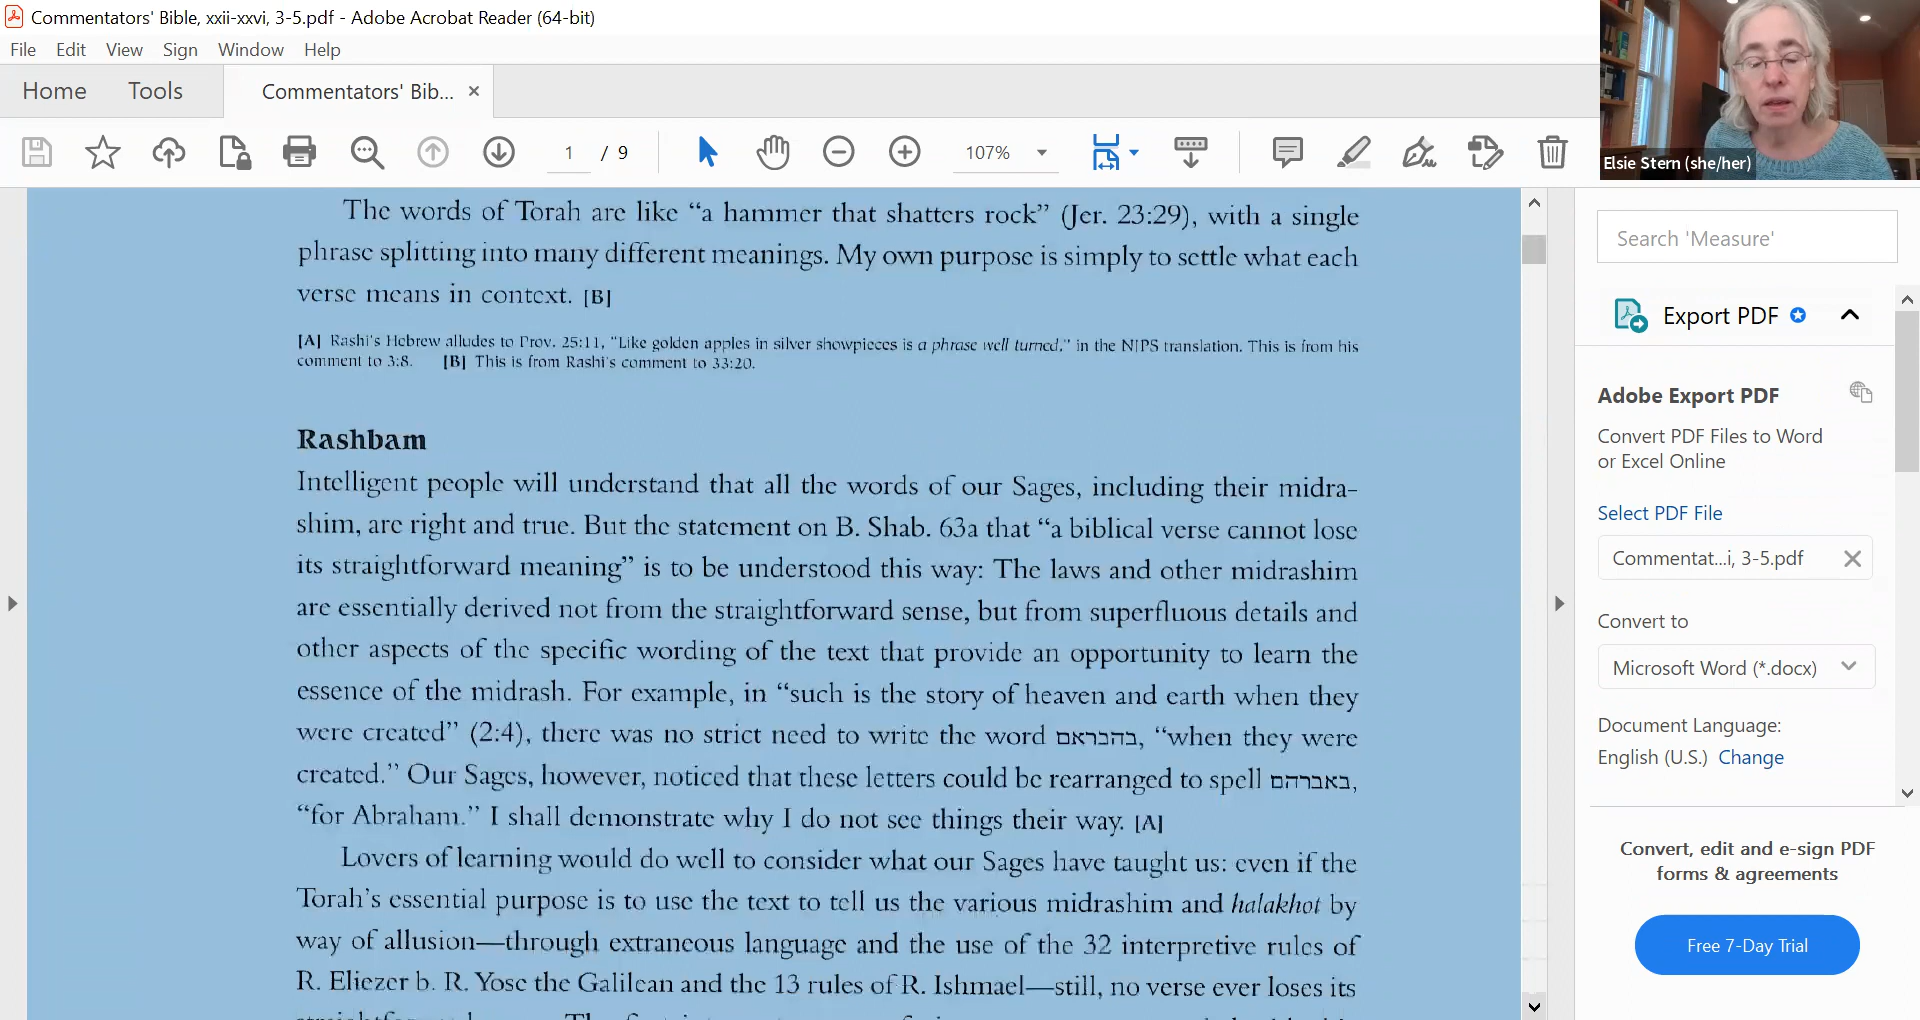 Commentators' Bible, xxii-xxvi, 3-5.pdf - Adobe Acrobat Reader (64-bit)
File Edit View Sign Window Help
Home Tools Commentators' Bib... ×
1 / 9 107%
Elsie Stern (she/her)
The words of Torah are like “a hammer that shatters rock” (Jer. 23:29), with a single
phrase splitting into many different meanings. My own purpose is simply to settle what each
verse means in context. [B]
[A] Rashi's Hebrew alludes to Prov. 25:11, "Like golden apples in silver showpieces is a phrase well turned," in the NJPS translation. This is from his
comment to 3:8. [B] This is from Rashi's comment to 33:20.
Rashbam
Intelligent people will understand that all the words of our Sages, including their midra-
shim, are right and true. But the statement on B. Shab. 63a that “a biblical verse cannot lose
its straightforward meaning” is to be understood this way: The laws and other midrashim
are essentially derived not from the straightforward sense, but from superfluous details and
other aspects of the specific wording of the text that provide an opportunity to learn the
essence of the midrash. For example, in “such is the story of heaven and earth when they
were created” (2:4), there was no strict need to write the word בהבראם, “when they were
created.” Our Sages, however, noticed that these letters could be rearranged to spell באברהם,
“for Abraham.” I shall demonstrate why I do not see things their way. [A]
Lovers of learning would do well to consider what our Sages have taught us: even if the
Torah’s essential purpose is to use the text to tell us the various midrashim and halakhot by
way of allusion—through extraneous language and the use of the 32 interpretive rules of
R. Eliezer b. R. Yose the Galilean and the 13 rules of R. Ishmael—still, no verse ever loses its
Search 'Measure'
Export PDF
Adobe Export PDF
Convert PDF Files to Word
or Excel Online
Select PDF File
Commentat...i, 3-5.pdf
Convert to
Microsoft Word (*.docx)
Document Language:
English (U.S.) Change
Convert, edit and e-sign PDF
forms & agreements
Free 7-Day Trial